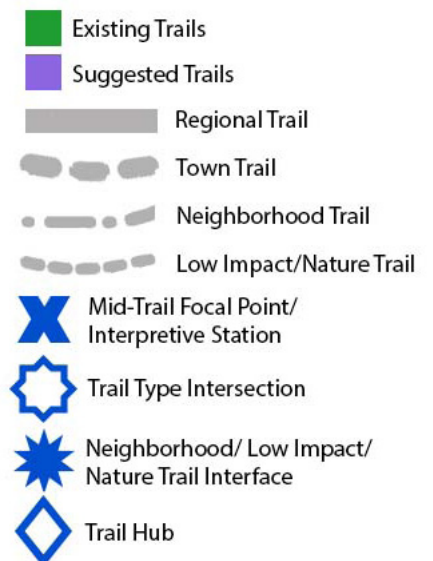 Existing Trails
Suggested Trails
Regional Trail
Town Trail
Neighborhood Trail
Low Impact/Nature Trail
Mid-Trail Focal Point/
Interpretive Station
Trail Type Intersection
Neighborhood/ Low Impact/
Nature Trail Interface
Trail Hub